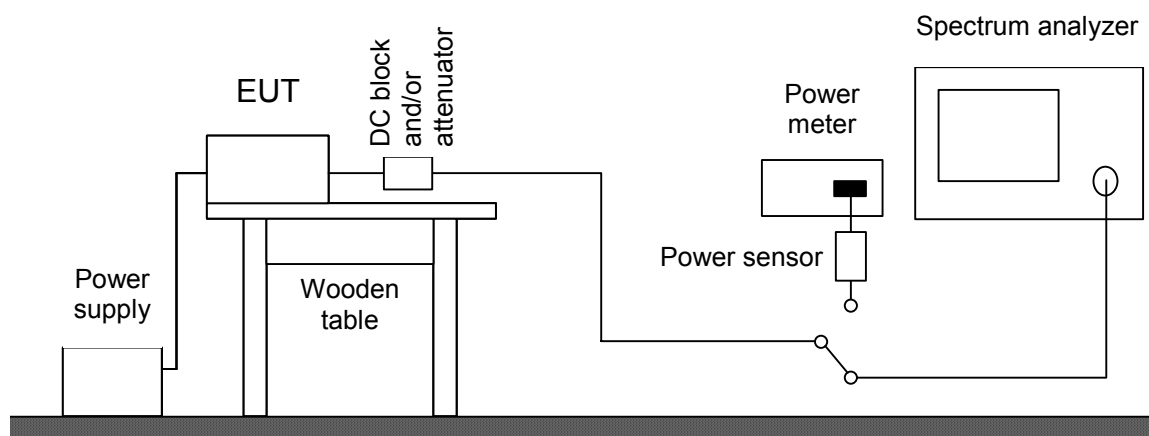 Spectrum analyzer
EUT
DC block
and/or
attenuator
Power
meter
Power sensor
Power
supply
Wooden
table